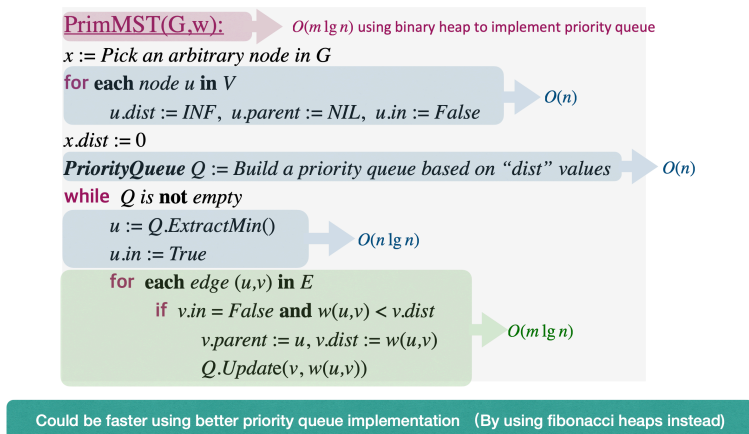 PrimMST(G,w): O(m lg n) using binary heap to implement priority queue
x := Pick an arbitrary node in G
for each node u in V
u.dist := INF, u.parent := NIL, u.in := False
O(n)
x.dist := 0
PriorityQueue Q := Build a priority queue based on “dist” values O(n)
while Q is not empty
u := Q.ExtractMin()
u.in := True
O(n lg n)
for each edge (u,v) in E
if v.in = False and w(u,v) < v.dist
v.parent := u, v.dist := w(u,v)
Q.Update(v, w(u,v))
O(m lg n)
Could be faster using better priority queue implementation （By using fibonacci heaps instead)